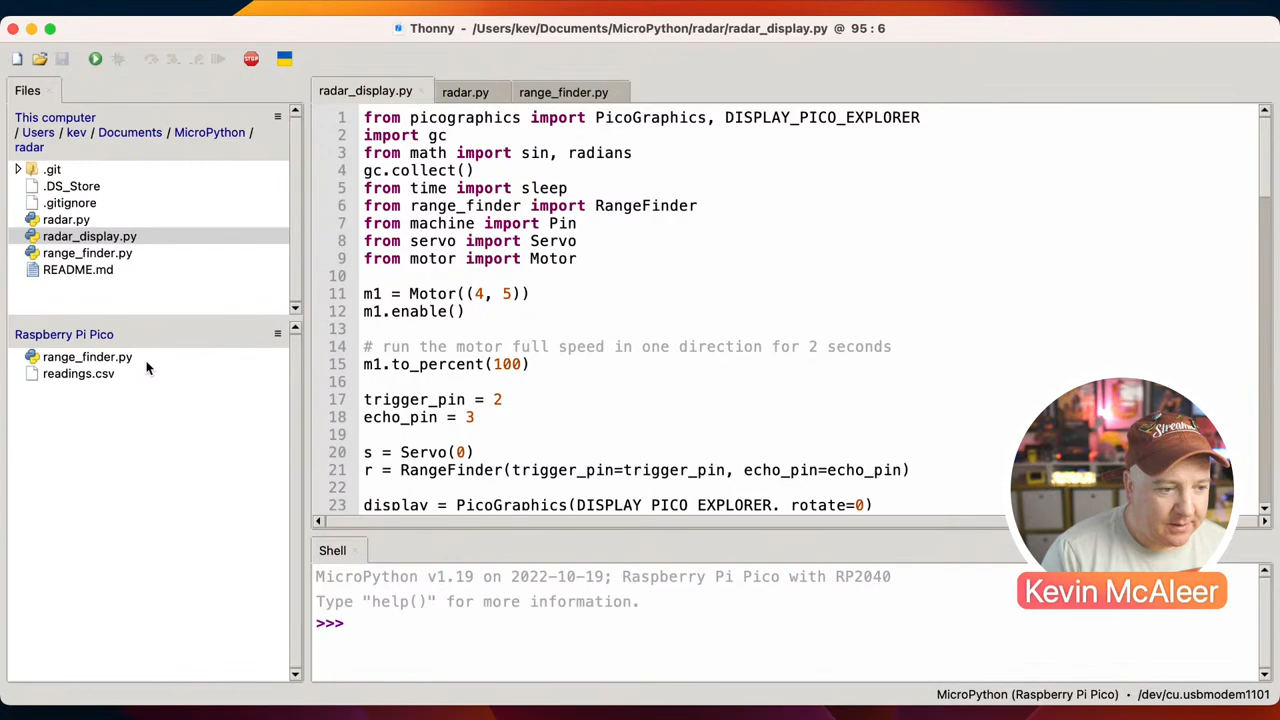 Thonny - /Users/kev/Documents/MicroPython/radar/radar_display.py @ 95 : 6
STOP
Files
This computer
/ Users / kev / Documents / MicroPython /
radar
.git
.DS_Store
.gitignore
radar.py
radar_display.py
range_finder.py
README.md
Raspberry Pi Pico
range_finder.py
readings.csv
radar_display.py
radar.py
range_finder.py
1 from picographics import PicoGraphics, DISPLAY_PICO_EXPLORER
2 import gc
3 from math import sin, radians
4 gc.collect()
5 from time import sleep
6 from range_finder import RangeFinder
7 from machine import Pin
8 from servo import Servo
9 from motor import Motor
10
11 m1 = Motor((4, 5))
12 m1.enable()
13
14 # run the motor full speed in one direction for 2 seconds
15 m1.to_percent(100)
16
17 trigger_pin = 2
18 echo_pin = 3
19
20 s = Servo(0)
21 r = RangeFinder(trigger_pin=trigger_pin, echo_pin=echo_pin)
22
23 display = PicoGraphics(DISPLAY_PICO_EXPLORER, rotate=0)
Shell
MicroPython v1.19 on 2022-10-19; Raspberry Pi Pico with RP2040
Type "help()" for more information.
>>>
Stream
Kevin McAleer
MicroPython (Raspberry Pi Pico) • /dev/cu.usbmodem1101